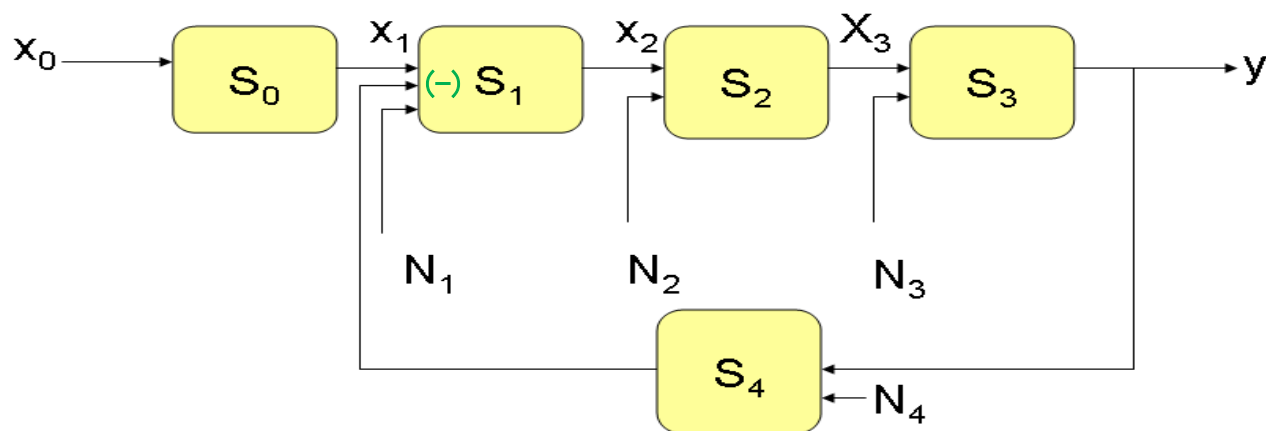 x₀
S₀
x₁
(−) S₁
x₂
S₂
X₃
S₃
y
N₁
N₂
N₃
S₄
N₄